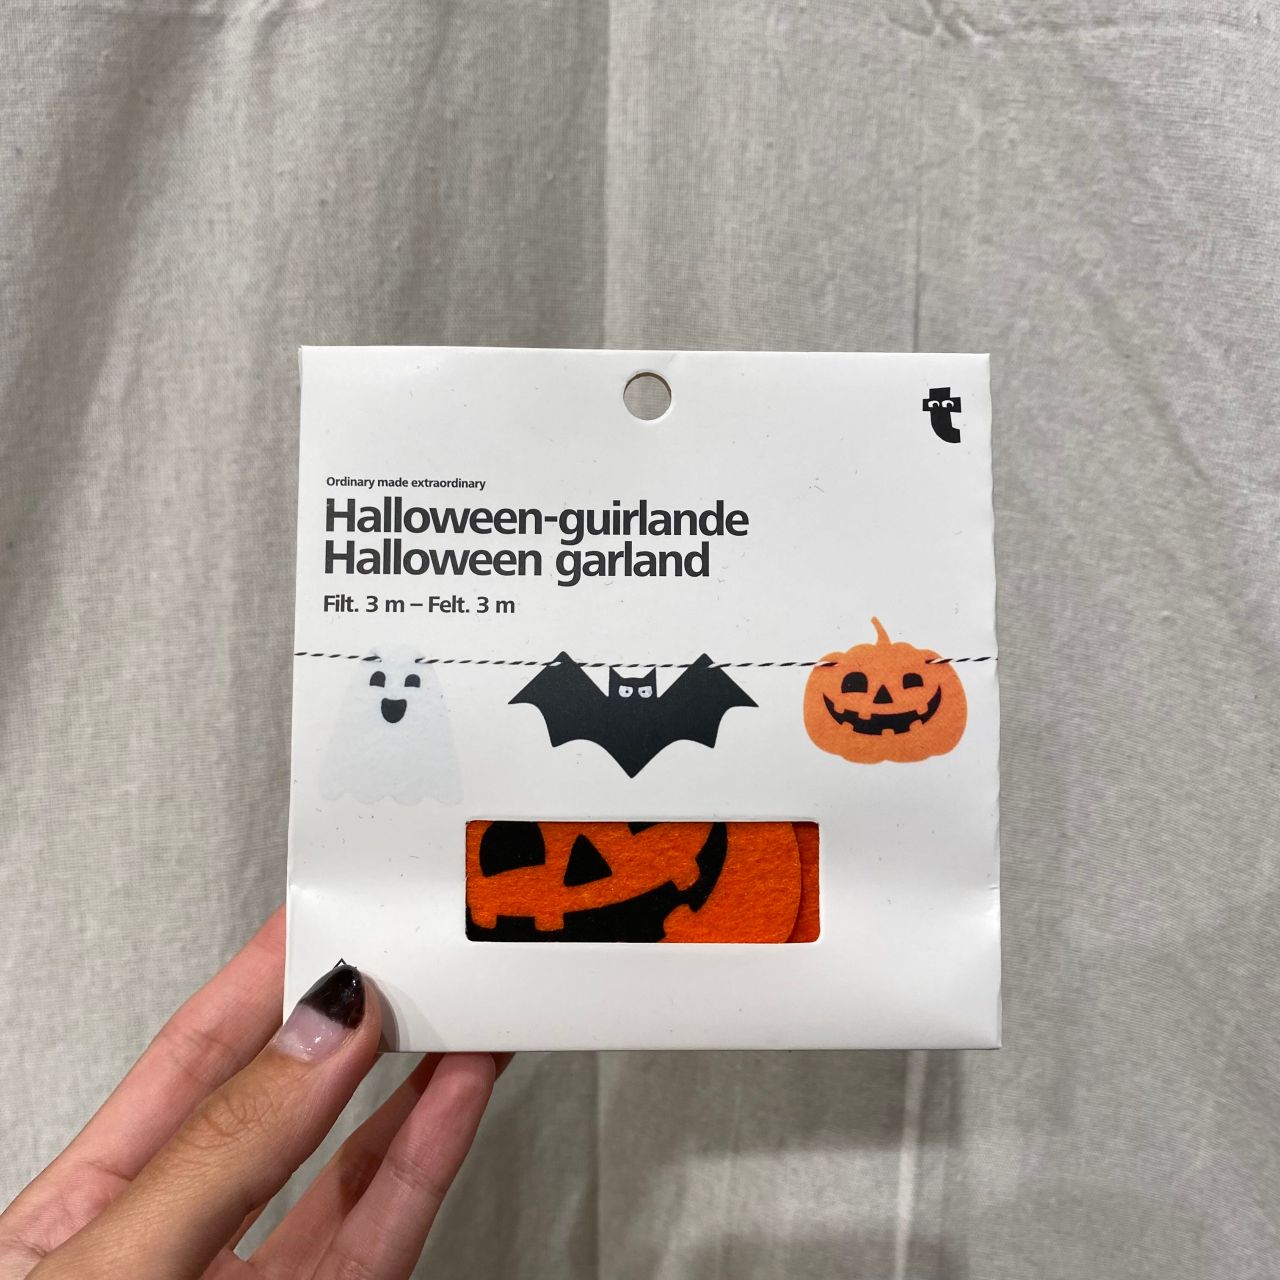 t
Ordinary made extraordinary
Halloween-guirlande
Halloween garland
Filt. 3 m – Felt. 3 m